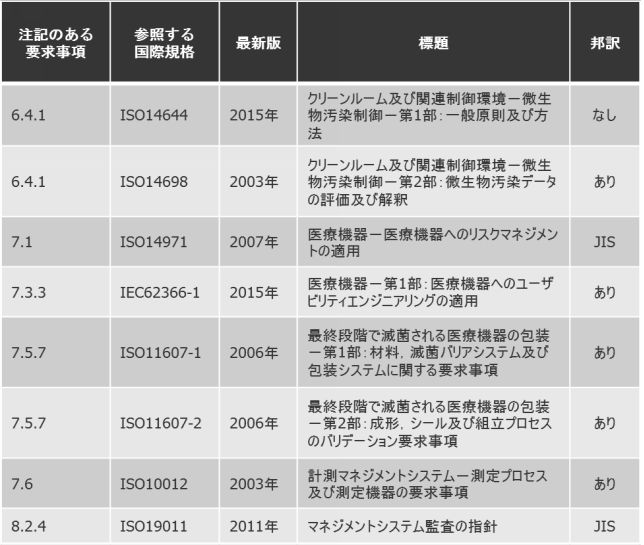 注記のある
要求事項
参照する
国際規格
最新版
標題
邦訳
6.4.1
ISO14644
2015年
クリーンルーム及び関連制御環境ー微生
物汚染制御ー第1部：一般原則及び方
法
なし
6.4.1
ISO14698
2003年
クリーンルーム及び関連制御環境ー微生
物汚染制御ー第2部：微生物汚染データ
の評価及び解釈
あり
7.1
ISO14971
2007年
医療機器ー医療機器へのリスクマネジメン
トの適用
JIS
7.3.3
IEC62366-1
2015年
医療機器ー第1部：医療機器へのユーザ
ビリティエンジニアリングの適用
あり
7.5.7
ISO11607-1
2006年
最終段階で滅菌される医療機器の包装
ー第1部：材料，滅菌バリアシステム及び
包装システムに関する要求事項
あり
7.5.7
ISO11607-2
2006年
最終段階で滅菌される医療機器の包装
ー第2部：成形，シール及び組立プロセス
のバリデーション要求事項
あり
7.6
ISO10012
2003年
計測マネジメントシステムー測定プロセス
及び測定機器の要求事項
あり
8.2.4
ISO19011
2011年
マネジメントシステム監査の指針
JIS